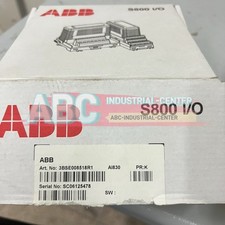 ABB
S800 I/O
ABC INDUSTRIAL-CENTER
ABC-INDUSTRIAL-CENTER
S800 I/O
ABB
Art. No: 3BSE008518R1 AI830 PR:K
Serial No: SC06125478 SW :